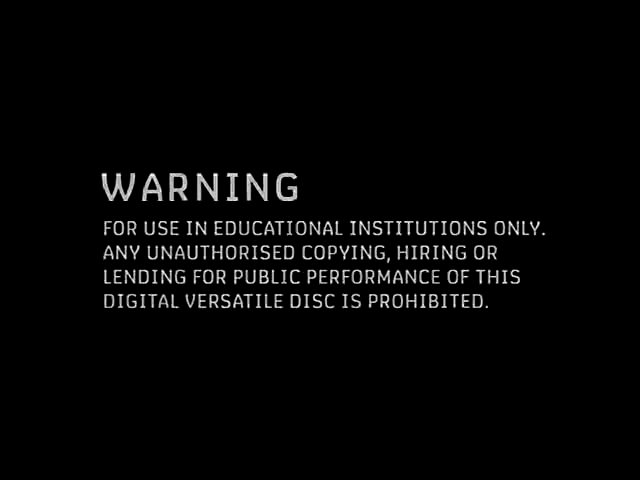 WARNING
FOR USE IN EDUCATIONAL INSTITUTIONS ONLY.
ANY UNAUTHORISED COPYING, HIRING OR
LENDING FOR PUBLIC PERFORMANCE OF THIS
DIGITAL VERSATILE DISC IS PROHIBITED.